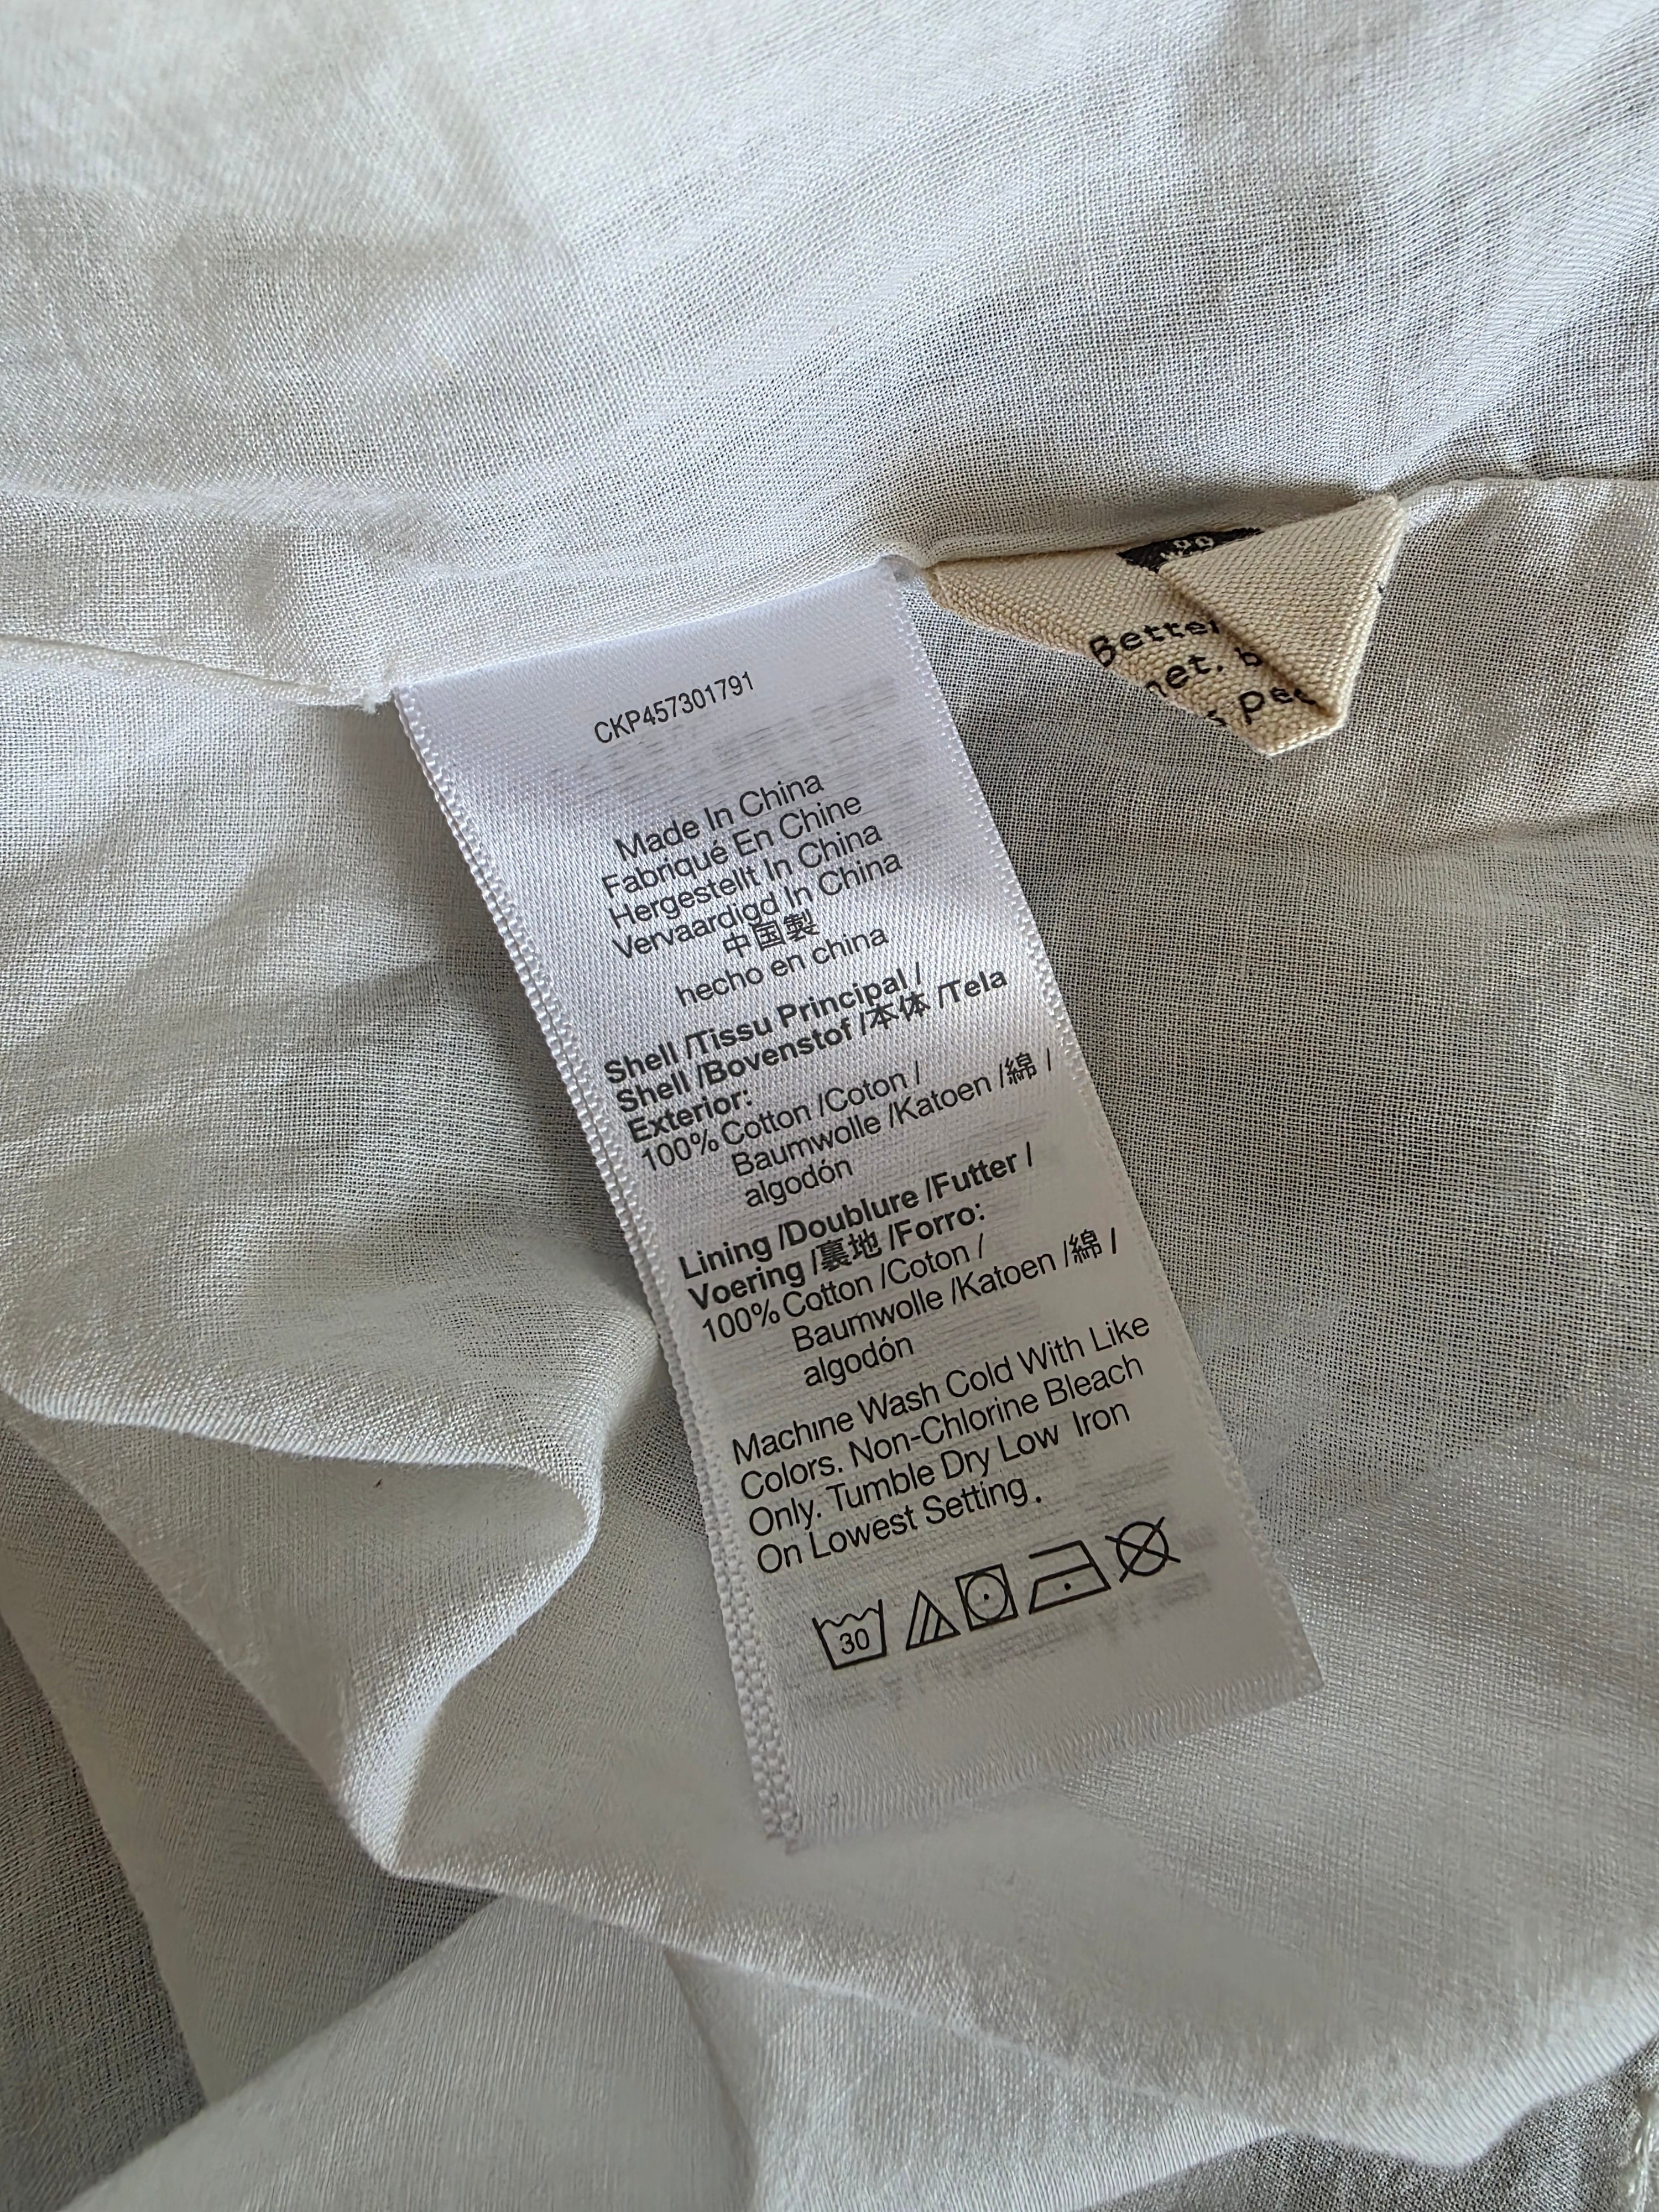 CKP457301791
Made In China
Fabriqué En Chine
Hergestellt In China
Vervaardigd In China
中国製
hecho en china
Shell /Tissu Principal /
Shell /Bovenstof /本体 /Tela
Exterior:
100% Cotton /Coton /
Baumwolle /Katoen /綿 /
algodón
Lining /Doublure /Futter /
Voering /裏地 /Forro:
100% Cotton /Coton /
Baumwolle /Katoen /綿 /
algodón
Machine Wash Cold With Like
Colors. Non-Chlorine Bleach
Only. Tumble Dry Low Iron
On Lowest Setting.
30